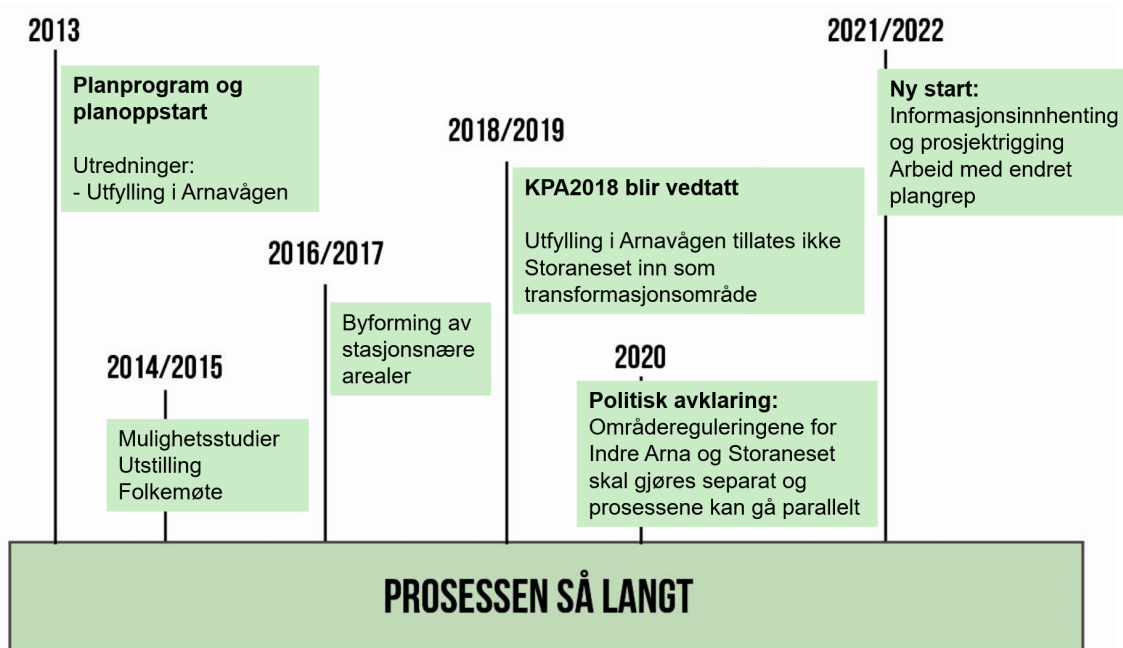 2013
Planprogram og
planoppstart
Utredninger:
- Utfylling i Arnavågen
2014/2015
Mulighetsstudier
Utstilling
Folkemøte
2016/2017
Byforming av
stasjonsnære
arealer
2018/2019
KPA2018 blir vedtatt
Utfylling i Arnavågen tillates ikke
Storaneset inn som
transformasjonsområde
2020
Politisk avklaring:
Områdereguleringene for
Indre Arna og Storaneset
skal gjøres separat og
prosessene kan gå parallelt
2021/2022
Ny start:
Informasjonsinnhenting
og prosjektrigging
Arbeid med endret
plangrep
PROSESSEN SÅ LANGT